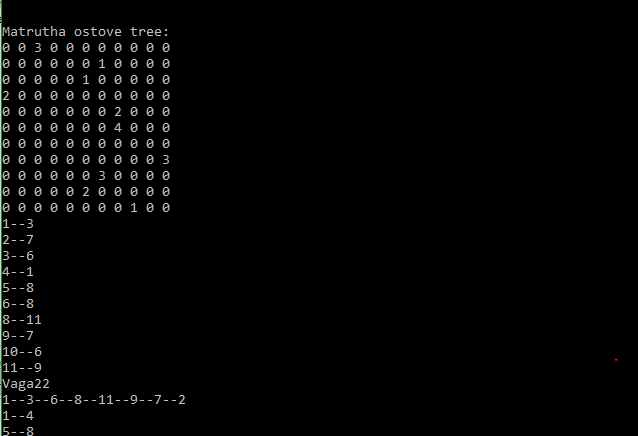 Matrutha ostove tree:
0 0 3 0 0 0 0 0 0 0 0
0 0 0 0 0 0 1 0 0 0 0
0 0 0 0 0 1 0 0 0 0 0
2 0 0 0 0 0 0 0 0 0 0
0 0 0 0 0 0 0 2 0 0 0
0 0 0 0 0 0 0 4 0 0 0
0 0 0 0 0 0 0 0 0 0 0
0 0 0 0 0 0 0 0 0 0 3
0 0 0 0 0 0 3 0 0 0 0
0 0 0 0 0 2 0 0 0 0 0
0 0 0 0 0 0 0 0 1 0 0
1--3
2--7
3--6
4--1
5--8
6--8
8--11
9--7
10--6
11--9
Vaga22
1--3--6--8--11--9--7--2
1--4
5--8